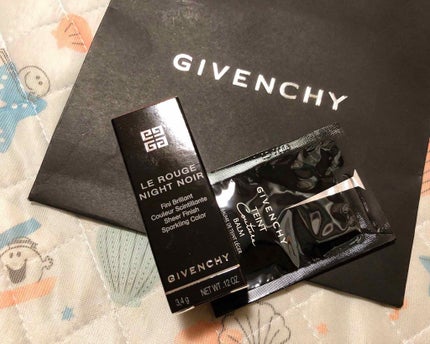 GIVENCHY
LE ROUGE
NIGHT NOIR
Fini Brillant
Couleur Scintillante
Sheer Finish
Sparkling Color
GIVENCHY
3,4 g NET WT. .12 OZ.
GIVENCHY
TEINT
Couture
BALM